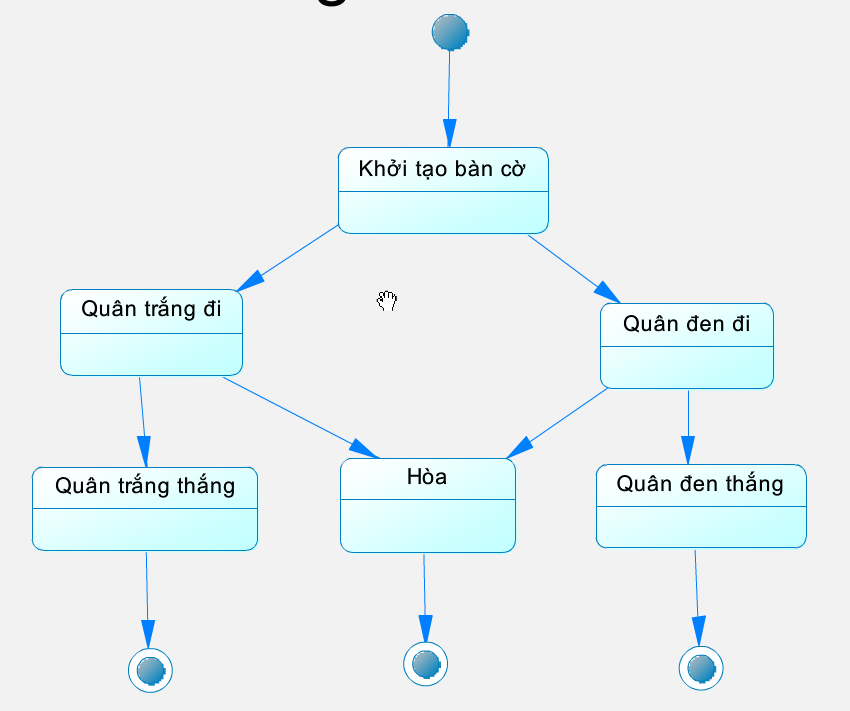 Khởi tạo bàn cờ
Quân trắng đi
Quân đen đi
Quân trắng thắng
Hòa
Quân đen thắng